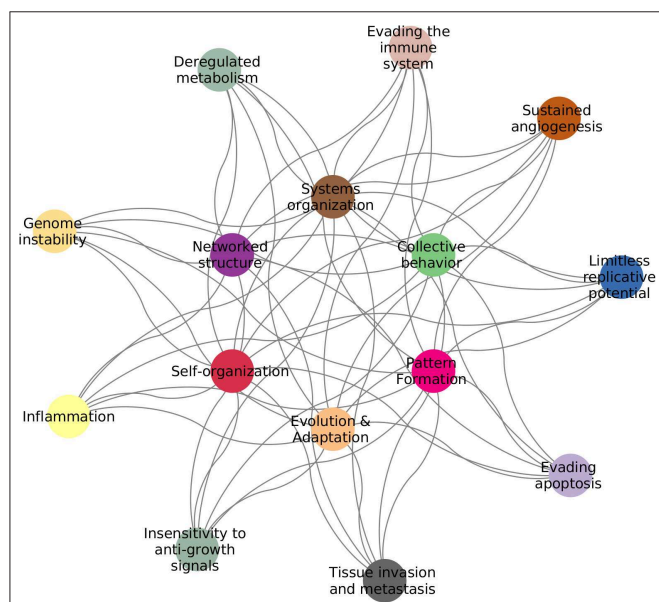 Evading the
immune
system
Deregulated
metabolism
Sustained
angiogenesis
Systems
organization
Genome
instability
Networked
structure
Collective
behavior
Limitless
replicative
potential
Self-organization
Pattern
Formation
Inflammation
Evolution &
Adaptation
Evading
apoptosis
Insensitivity to
anti-growth
signals
Tissue invasion
and metastasis